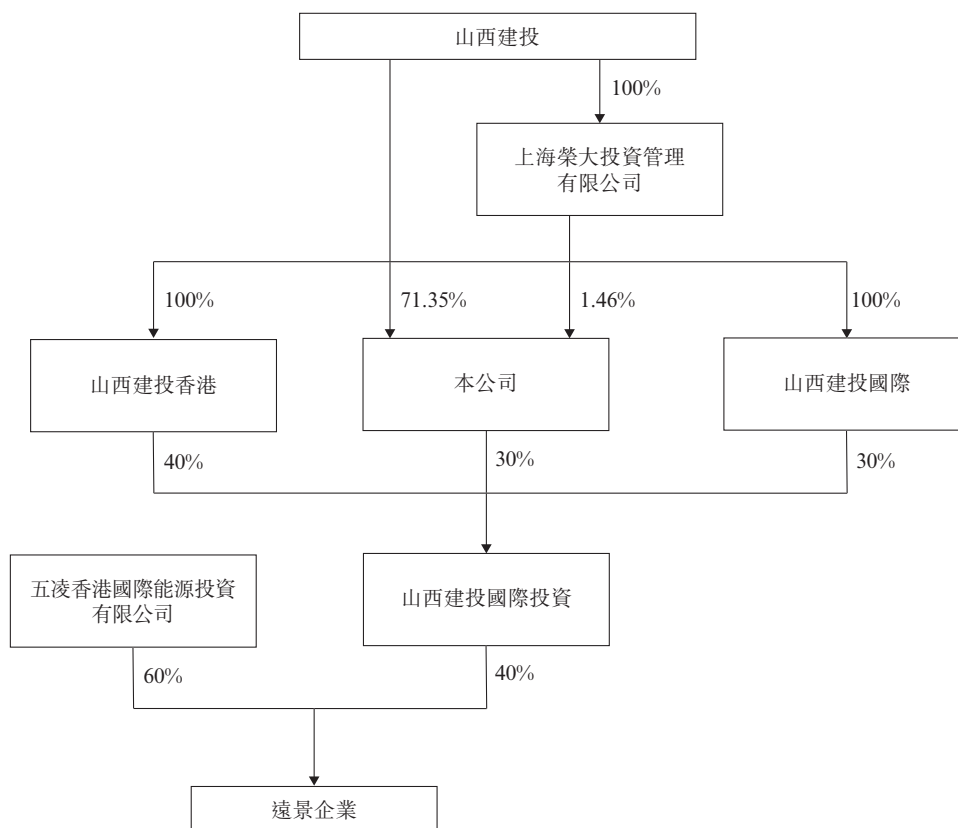 山西建投
100%
上海榮大投資管理
有限公司
100%
71.35%
1.46%
100%
山西建投香港
本公司
山西建投國際
40%
30%
30%
五凌香港國際能源投資
有限公司
山西建投國際投資
60%
40%
遠景企業